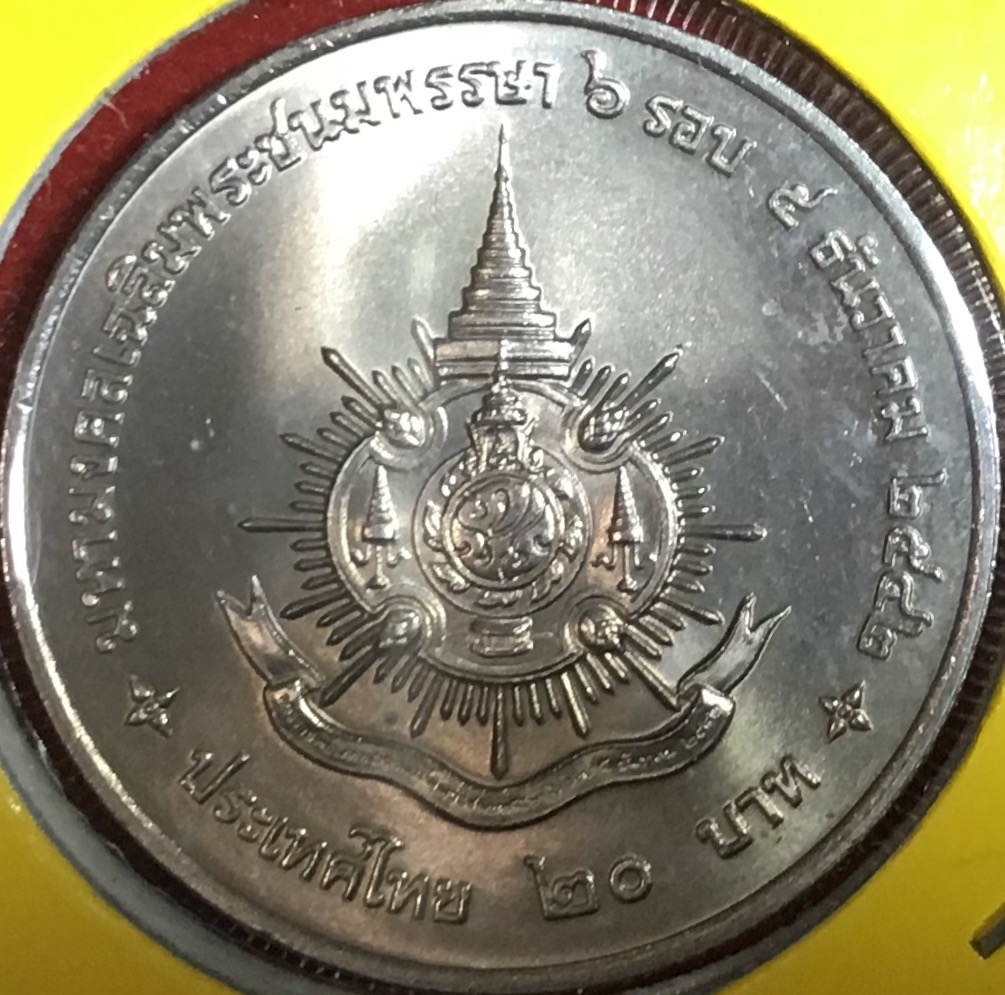 มหามงคลเฉลิมพระชนมพรรษา ๖ รอบ ๕ ธันวาคม ๒๕๔๒
ประเทศไทย ๒๐ บาท